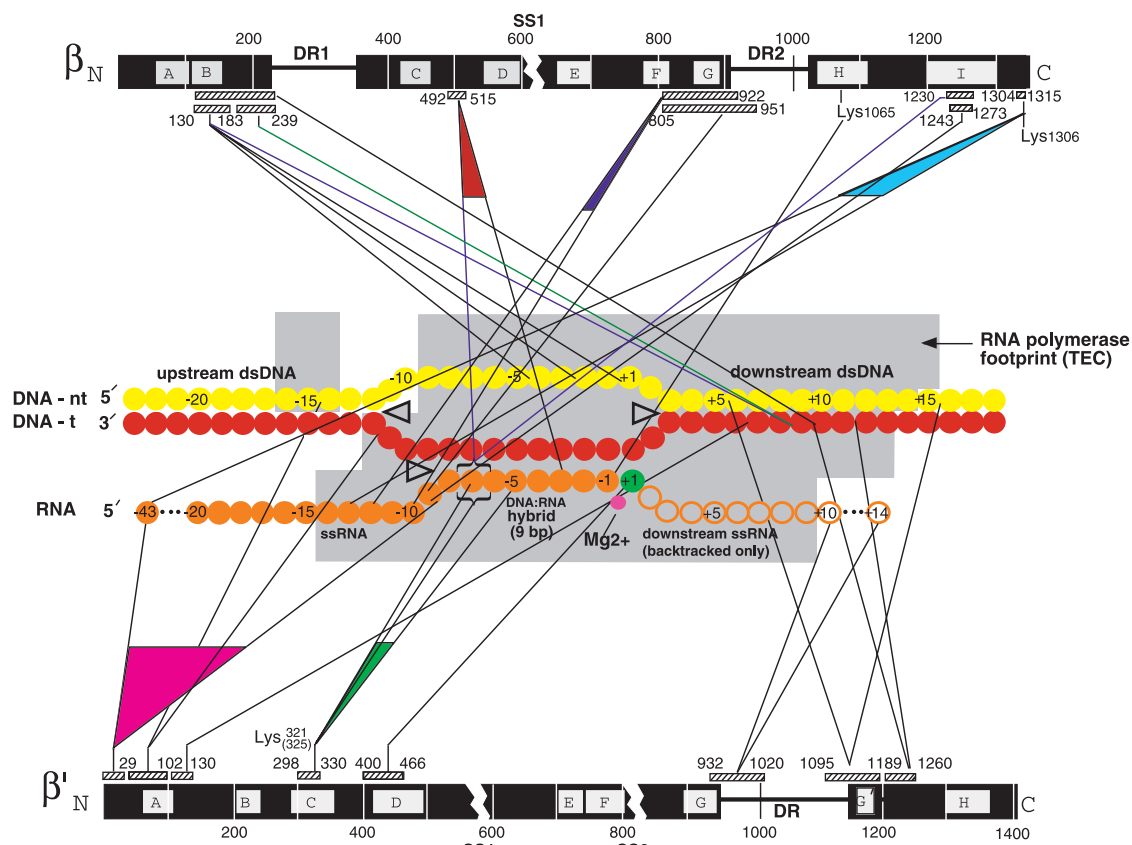 SS1
200 DR1 400 600 800 DR2 1000 1200
β N A B C D E F G H I C
492 515 922 1230 1304 1315
130 183 239 805 951 Lys1065 1243 1273 Lys1306
RNA polymerase footprint (TEC)
upstream dsDNA -10 -5 +1 downstream dsDNA
DNA - nt 5´ -20 -15 +5 +10 +15
DNA - t 3´
-5 -1 +1
RNA 5´ -43 -20 -15 -10 +5 +10 +14
ssRNA
DNA:RNA
hybrid
(9 bp)
Mg2+
downstream ssRNA
(backtracked only)
Lys 321
(325)
29 102 130 298 330 400 466 932 1020 1095 1189 1260
β' N A B C D E F G G´ H C
DR
200 400 600 800 1000 1200 1400